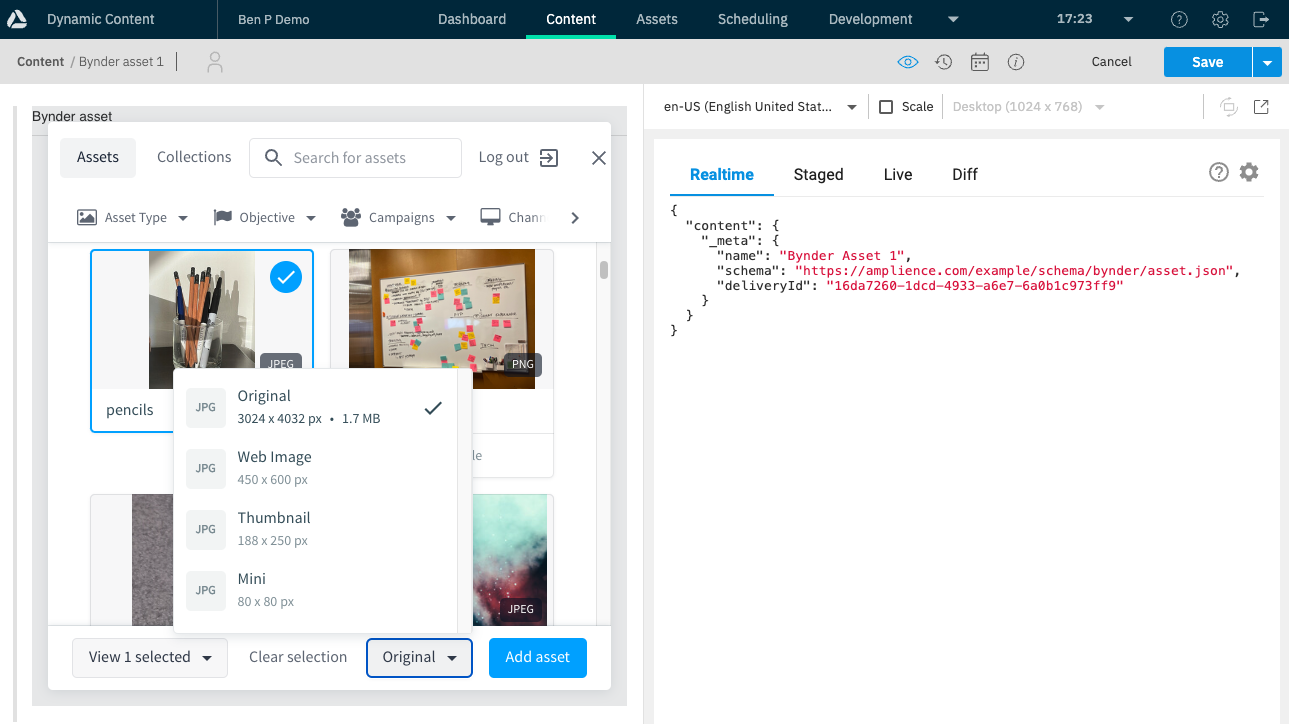 Dynamic Content Ben P Demo Dashboard Content Assets Scheduling Development 17:23
Content / Bynder asset 1 Cancel Save
Bynder asset
Assets Collections Search for assets Log out
Asset Type Objective Campaigns Chann
JPEG
PNG
pencils
JPG Original
3024 x 4032 px • 1.7 MB
JPG Web Image
450 x 600 px
le
JPG Thumbnail
188 x 250 px
JPG Mini
80 x 80 px
JPEG
View 1 selected Clear selection Original Add asset
en-US (English United Stat... Scale Desktop (1024 x 768)
Realtime Staged Live Diff
{
"content": {
"_meta": {
"name": "Bynder Asset 1",
"schema": "https://amplience.com/example/schema/bynder/asset.json",
"deliveryId": "16da7260-1dcd-4933-a6e7-6a0b1c973ff9"
}
}
}